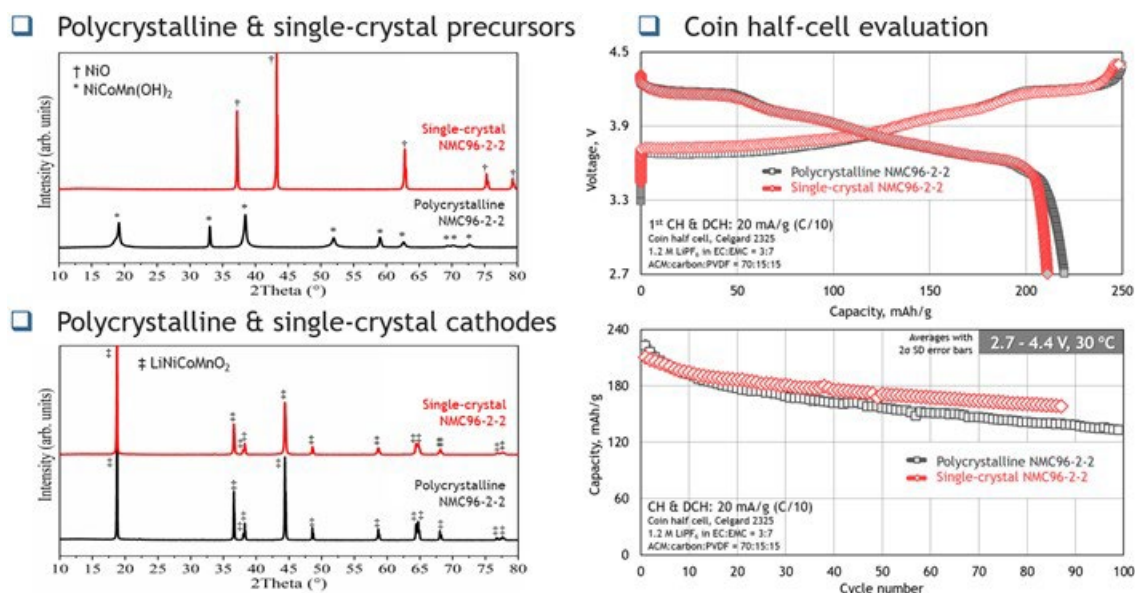 ❑ Polycrystalline & single-crystal precursors
† NiO
* NiCoMn(OH)₂
†
†
†
†
†
Single-crystal
NMC96-2-2
Polycrystalline
NMC96-2-2
*
*
*
*
*
*
* *
*
Intensity (arb. units)
10 15 20 25 30 35 40 45 50 55 60 65 70 75 80
2Theta (°)
❑ Polycrystalline & single-crystal cathodes
‡ LiNiCoMnO₂
Single-crystal
NMC96-2-2
Polycrystalline
NMC96-2-2
Intensity (arb. units)
10 15 20 25 30 35 40 45 50 55 60 65 70 75 80
2Theta (°)
❑ Coin half-cell evaluation
4.5
3.9
3.3
2.7
Voltage, V
Polycrystalline NMC96-2-2
Single-crystal NMC96-2-2
1st CH & DCH: 20 mA/g (C/10)
Coin half cell, Celgard 2325
1.2 M LiPF₆ in EC:EMC = 3:7
ACM:carbon:PVDF = 70:15:15
0 50 100 150 200 250
Capacity, mAh/g
240
180
120
60
0
Capacity, mAh/g
Averages with
2σ SD error bars
2.7 - 4.4 V, 30 ºC
Polycrystalline NMC96-2-2
Single-crystal NMC96-2-2
CH & DCH: 20 mA/g (C/10)
Coin half cell, Celgard 2325
1.2 M LiPF₆ in EC:EMC = 3:7
ACM:carbon:PVDF = 70:15:15
0 10 20 30 40 50 60 70 80 90 100
Cycle number